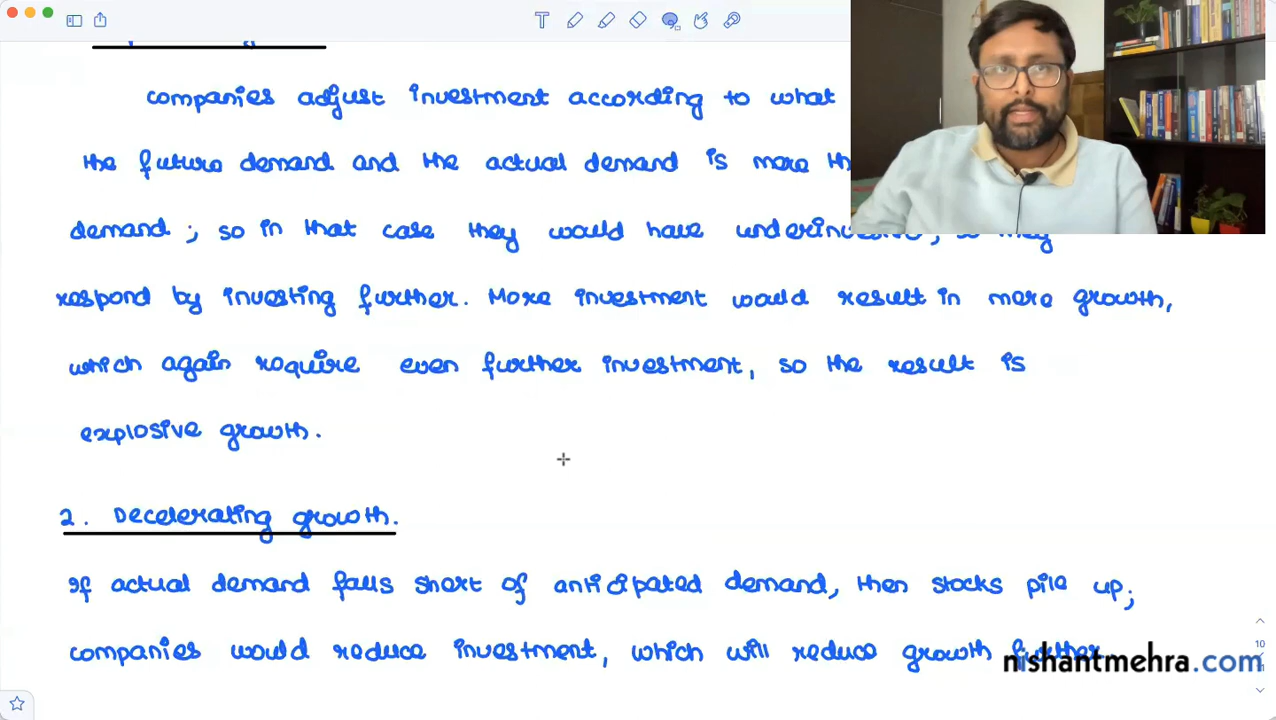 companies adjust investment according to what
the future demand and the actual demand is more
demand ; so in that case they would have
respond by investing further. More investment would result in more growth,
which again require even further investment, so the result is
explosive growth.
2. Decelerating growth.
If actual demand falls short of anticipated demand, then stocks pile up;
companies would reduce investment, which will reduce growth further.
nishantmehra.com
10